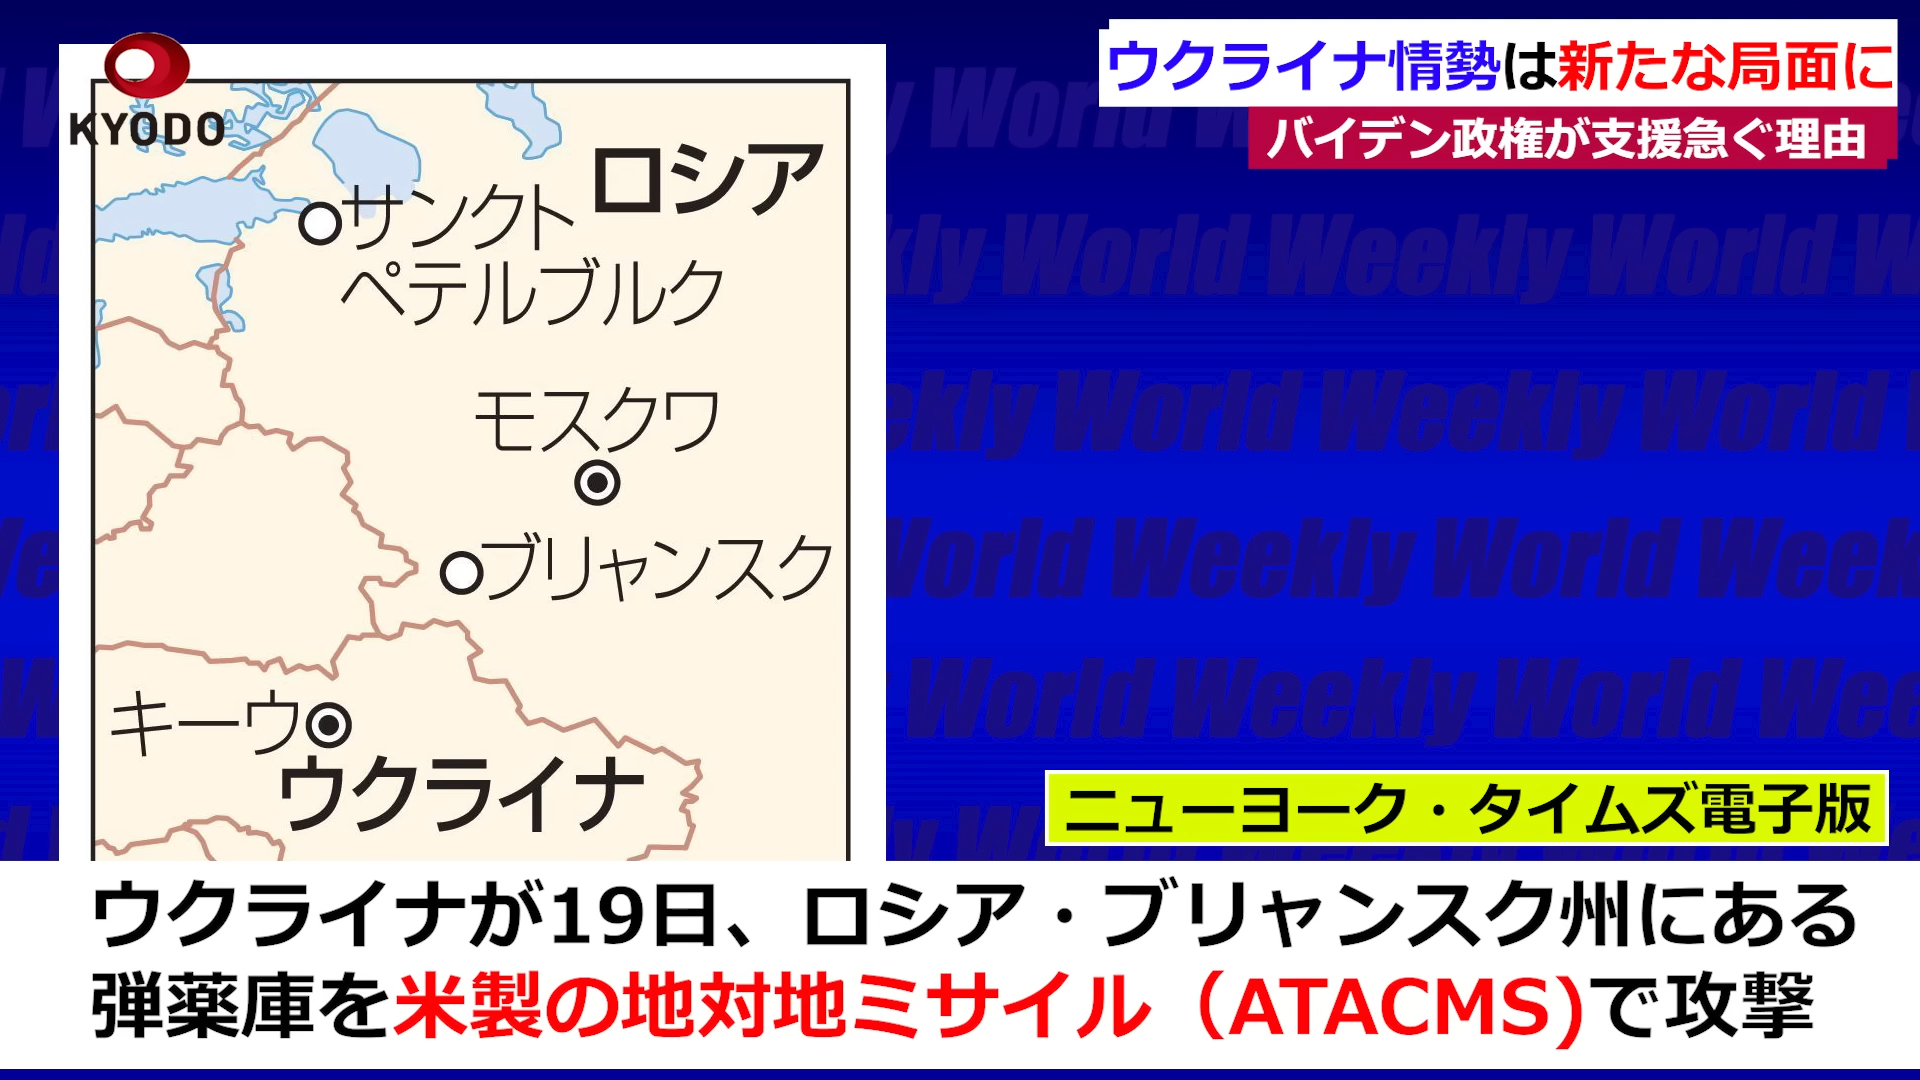 KYODO
ウクライナ情勢は新たな局面に
バイデン政権が支援急ぐ理由
ロシア
サンクト
ペテルブルク
モスクワ
ブリャンスク
キーウ
ウクライナ
ニューヨーク・タイムズ電子版
ウクライナが19日、ロシア・ブリャンスク州にある
弾薬庫を米製の地対地ミサイル（ATACMS)で攻撃
Weekly World Weekly World Weekly